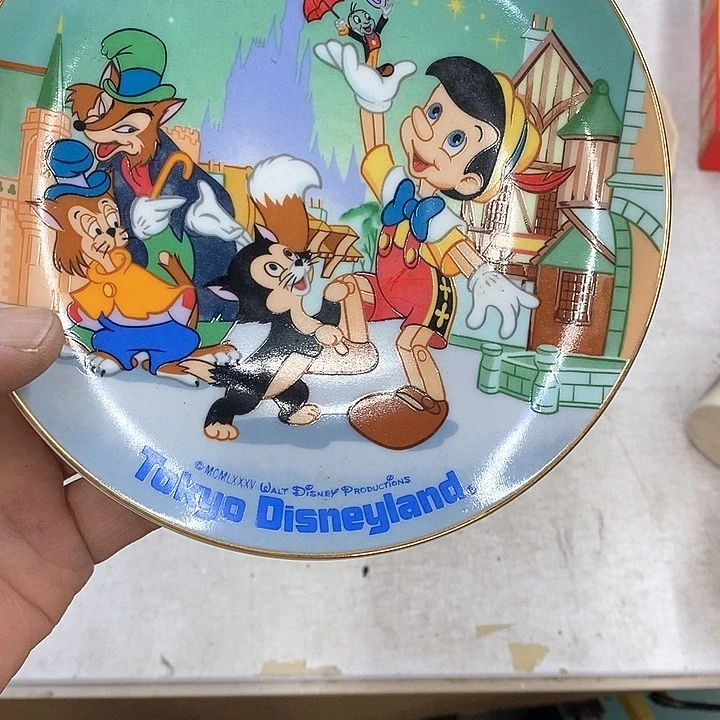 © MCMLXXXV WALT DISNEY PRODUCTIONS
Tokyo Disneyland®